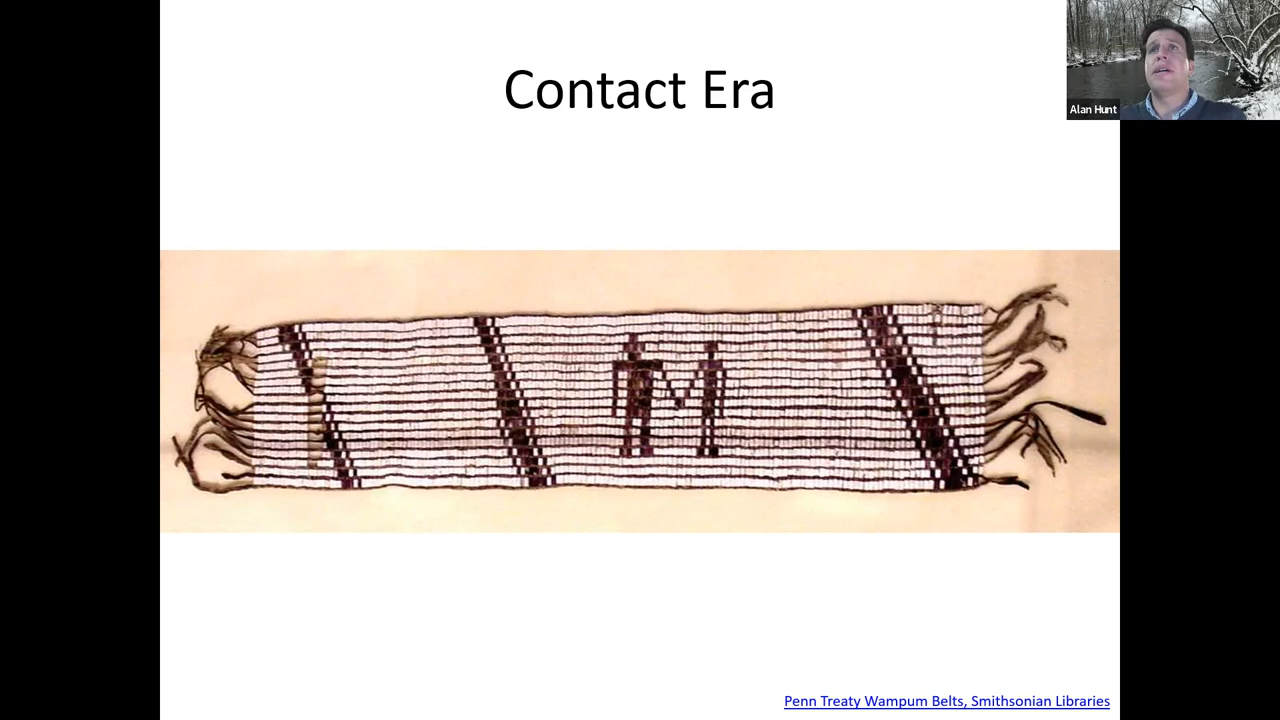 Contact Era
Alan Hunt
Penn Treaty Wampum Belts, Smithsonian Libraries